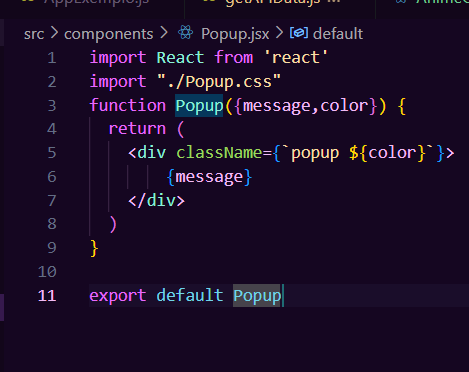 AppExemplo.js getAPIData.js
src > components > Popup.jsx > default
1 import React from 'react'
2 import "./Popup.css"
3 function Popup({message,color}) {
4 return (
5 <div className={`popup ${color}`}>
6 {message}
7 </div>
8 )
9 }
10
11 export default Popup